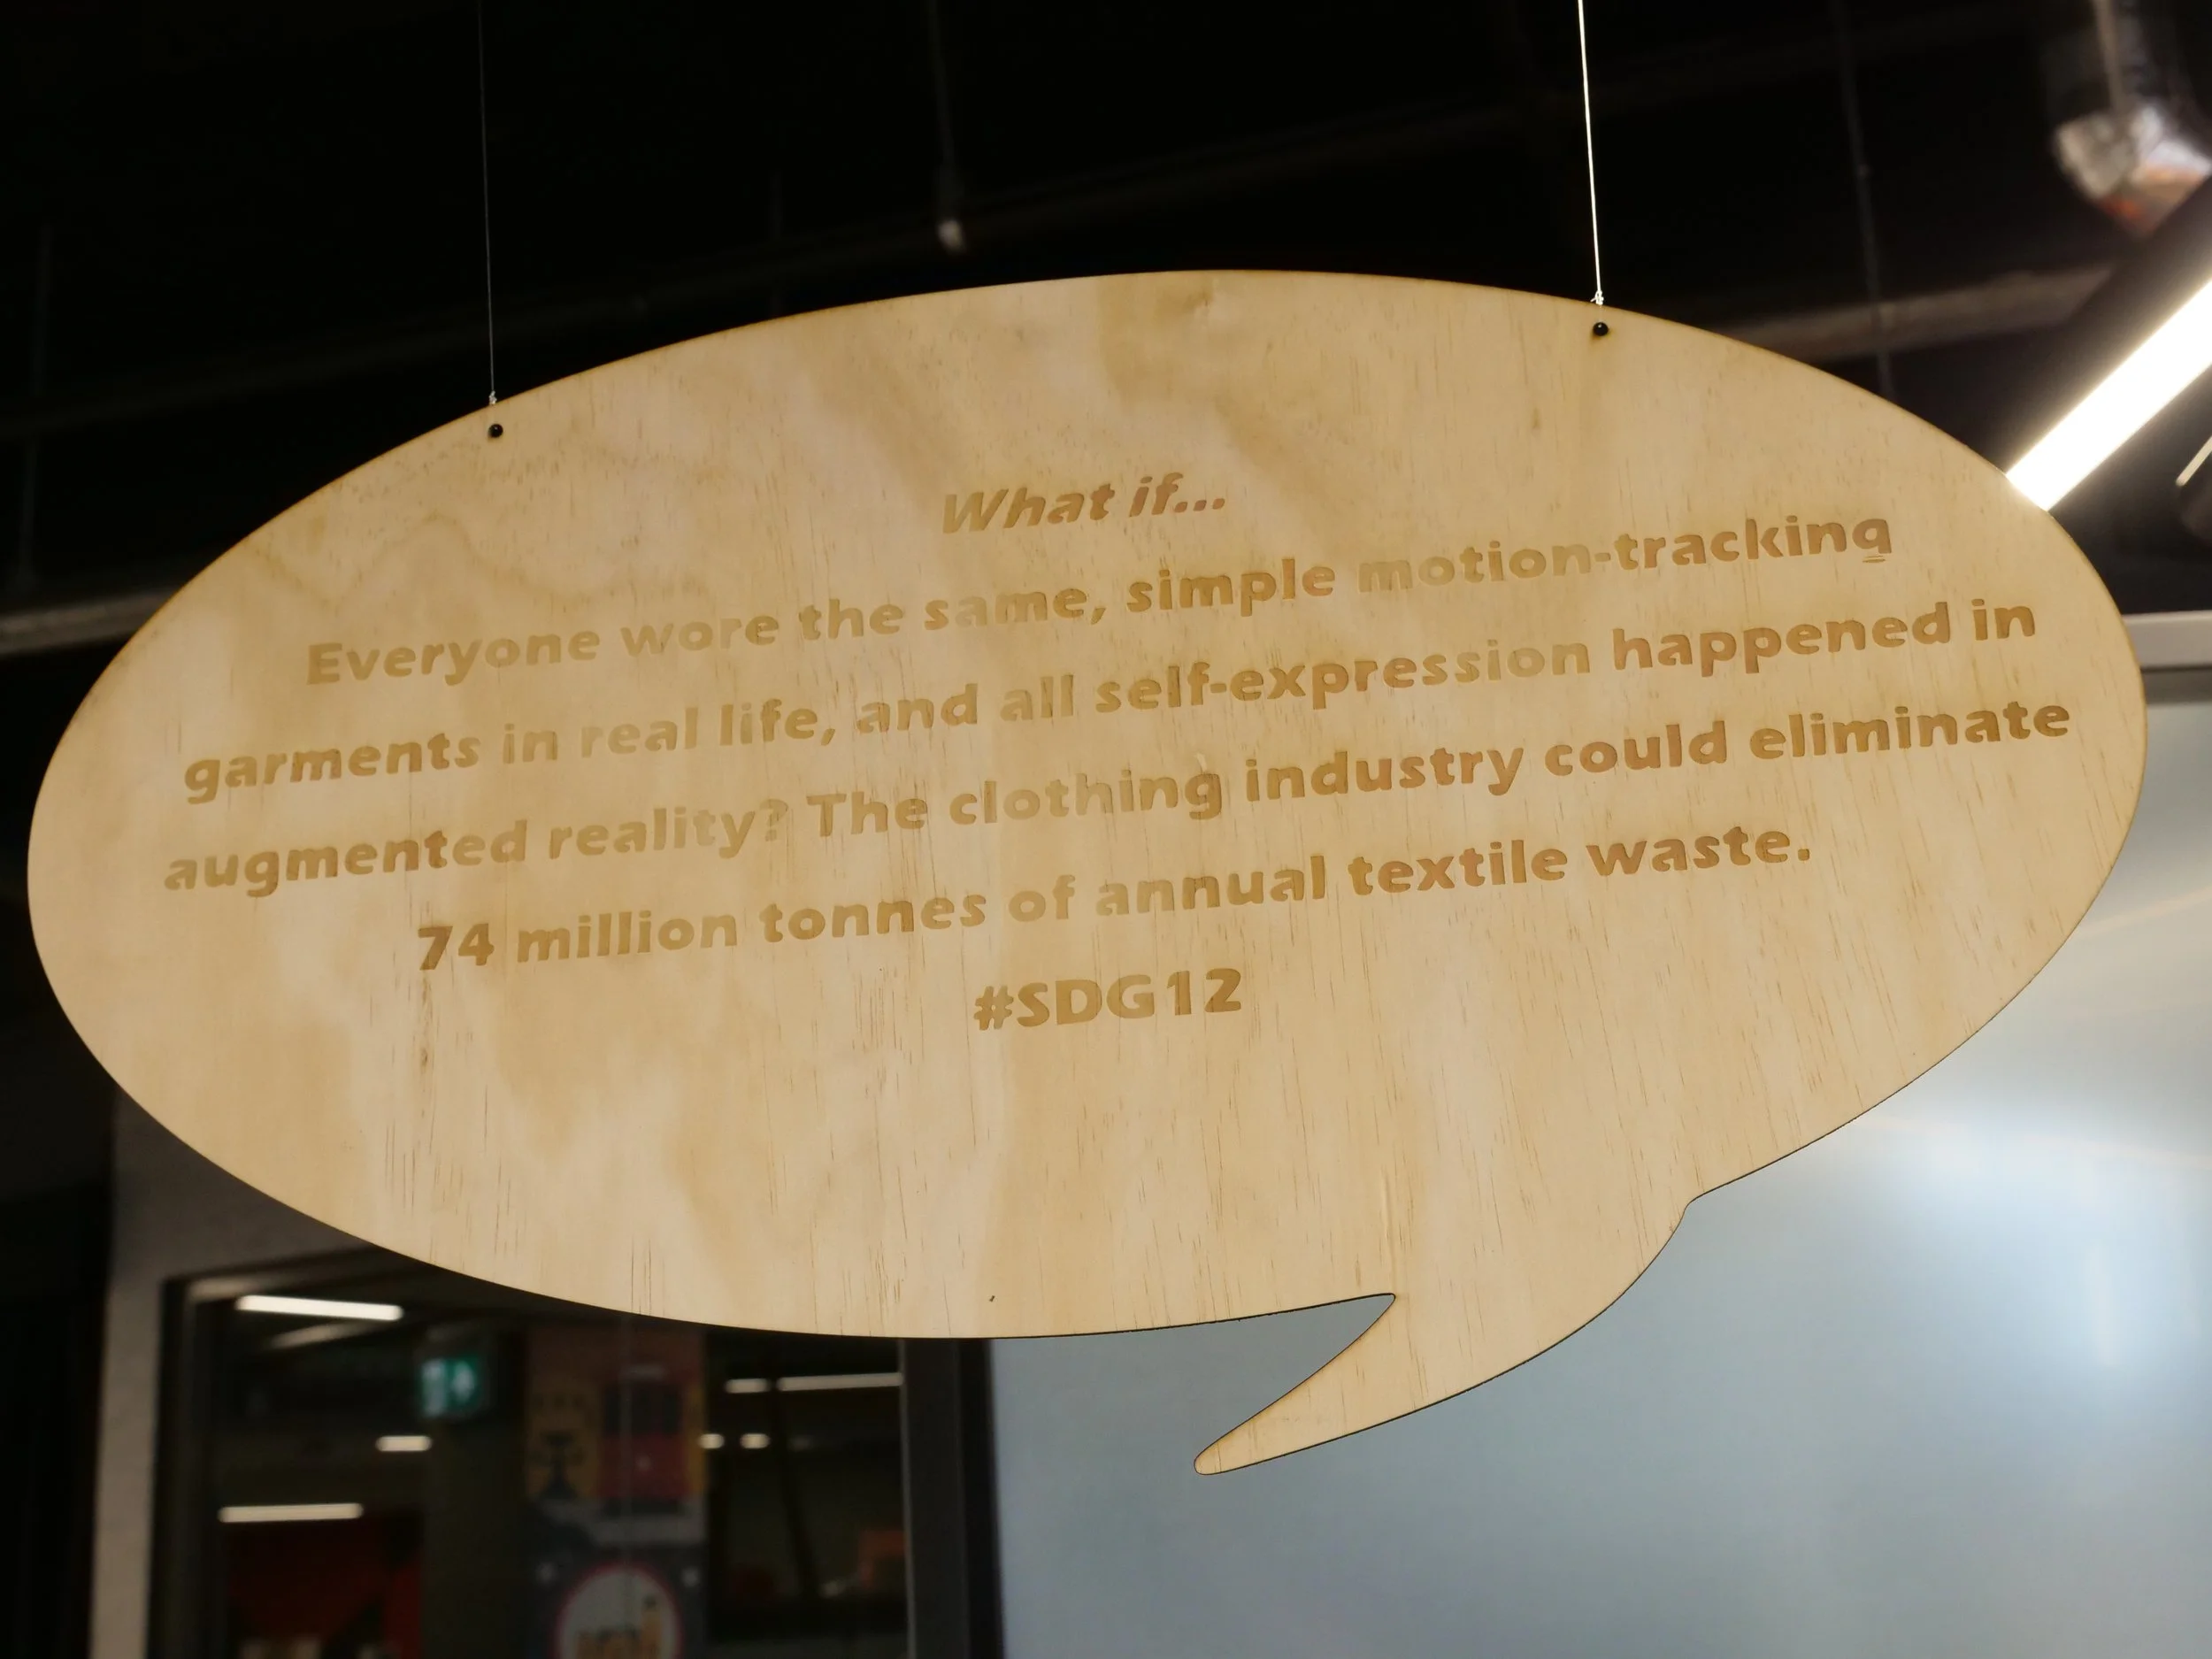 What if...
Everyone wore the same, simple motion-tracking
garments in real life, and all self-expression happened in
augmented reality? The clothing industry could eliminate
74 million tonnes of annual textile waste.
#SDG12